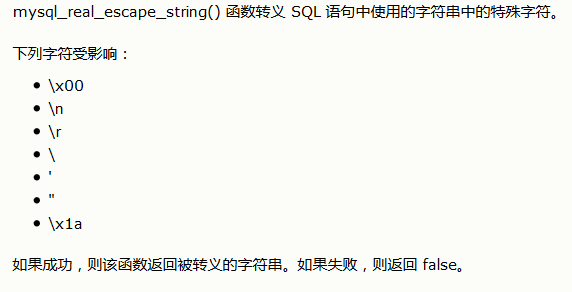 mysql_real_escape_string() 函数转义 SQL 语句中使用的字符串中的特殊字符。
下列字符受影响：
• \x00
• \n
• \r
• \
• '
• "
• \x1a
如果成功，则该函数返回被转义的字符串。如果失败，则返回 false。